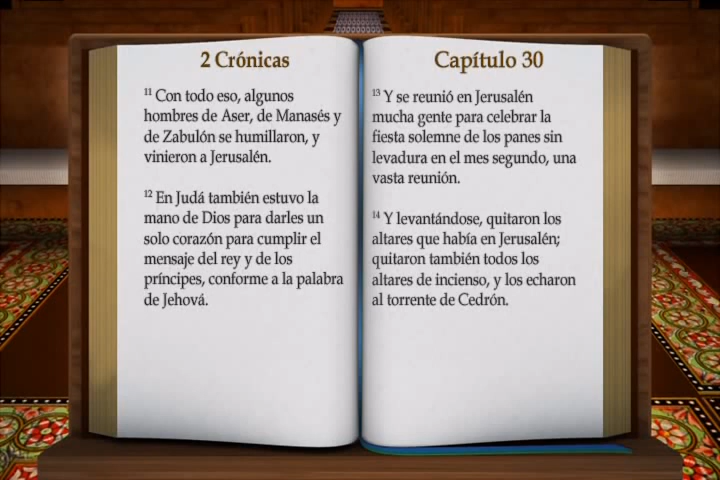 2 Crónicas
11 Con todo eso, algunos
hombres de Aser, de Manasés y
de Zabulón se humillaron, y
vinieron a Jerusalén.
12 En Judá también estuvo la
mano de Dios para darles un
solo corazón para cumplir el
mensaje del rey y de los
príncipes, conforme a la palabra
de Jehová.
Capítulo 30
13 Y se reunió en Jerusalén
mucha gente para celebrar la
fiesta solemne de los panes sin
levadura en el mes segundo, una
vasta reunión.
14 Y levantándose, quitaron los
altares que había en Jerusalén;
quitaron también todos los
altares de incienso, y los echaron
al torrente de Cedrón.